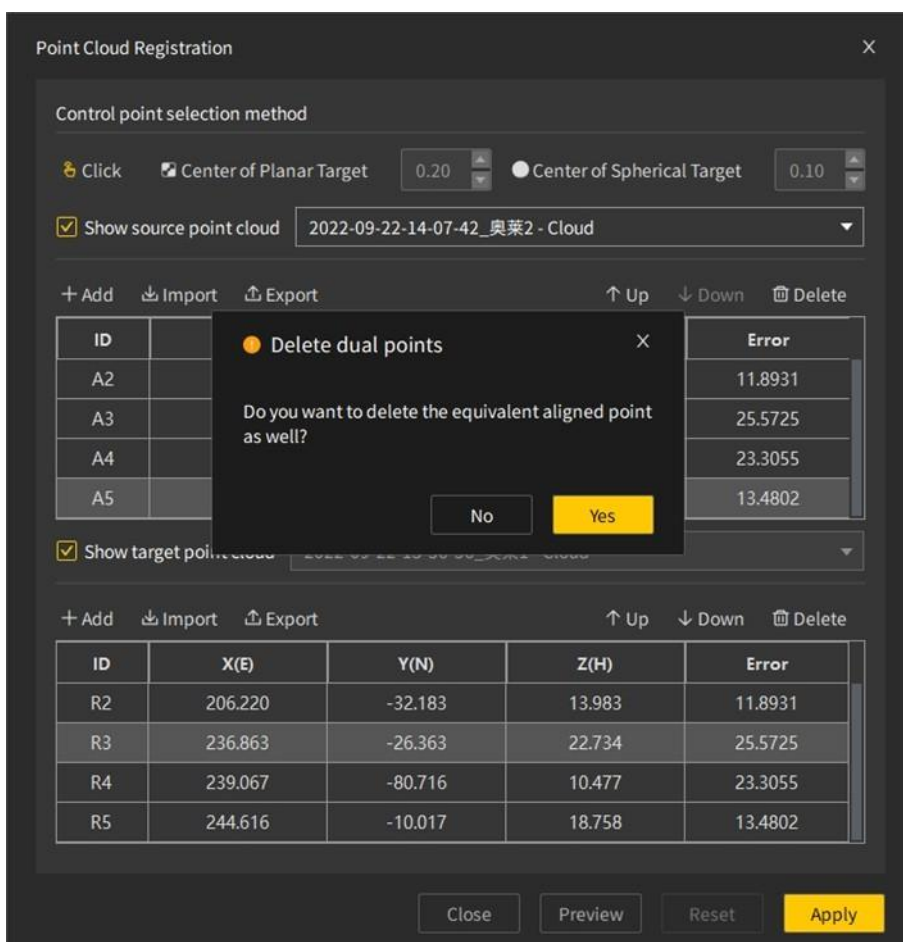 Point Cloud Registration X
Control point selection method
Click Center of Planar Target 0.20 Center of Spherical Target 0.10
Show source point cloud 2022-09-22-14-07-42_奥莱2 - Cloud
Add Import Export Up Down Delete
ID Error
A2 11.8931
A3 25.5725
A4 23.3055
A5 13.4802
Delete dual points X
Do you want to delete the equivalent aligned point
as well?
No Yes
Show target point cloud
Add Import Export Up Down Delete
ID X(E) Y(N) Z(H) Error
R2 206.220 -32.183 13.983 11.8931
R3 236.863 -26.363 22.734 25.5725
R4 239.067 -80.716 10.477 23.3055
R5 244.616 -10.017 18.758 13.4802
Close Preview Reset Apply